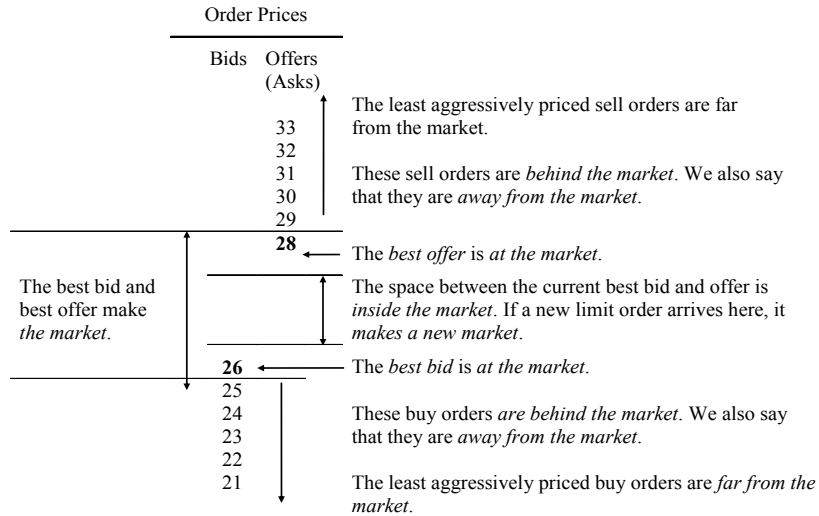 Order Prices
Bids Offers
(Asks)
The least aggressively priced sell orders are far
from the market.
33
32
31
30
29
These sell orders are behind the market. We also say
that they are away from the market.
28
The best offer is at the market.
The best bid and
best offer make
the market.
The space between the current best bid and offer is
inside the market. If a new limit order arrives here, it
makes a new market.
26
The best bid is at the market.
25
24
23
22
21
These buy orders are behind the market. We also say
that they are away from the market.
The least aggressively priced buy orders are far from the
market.